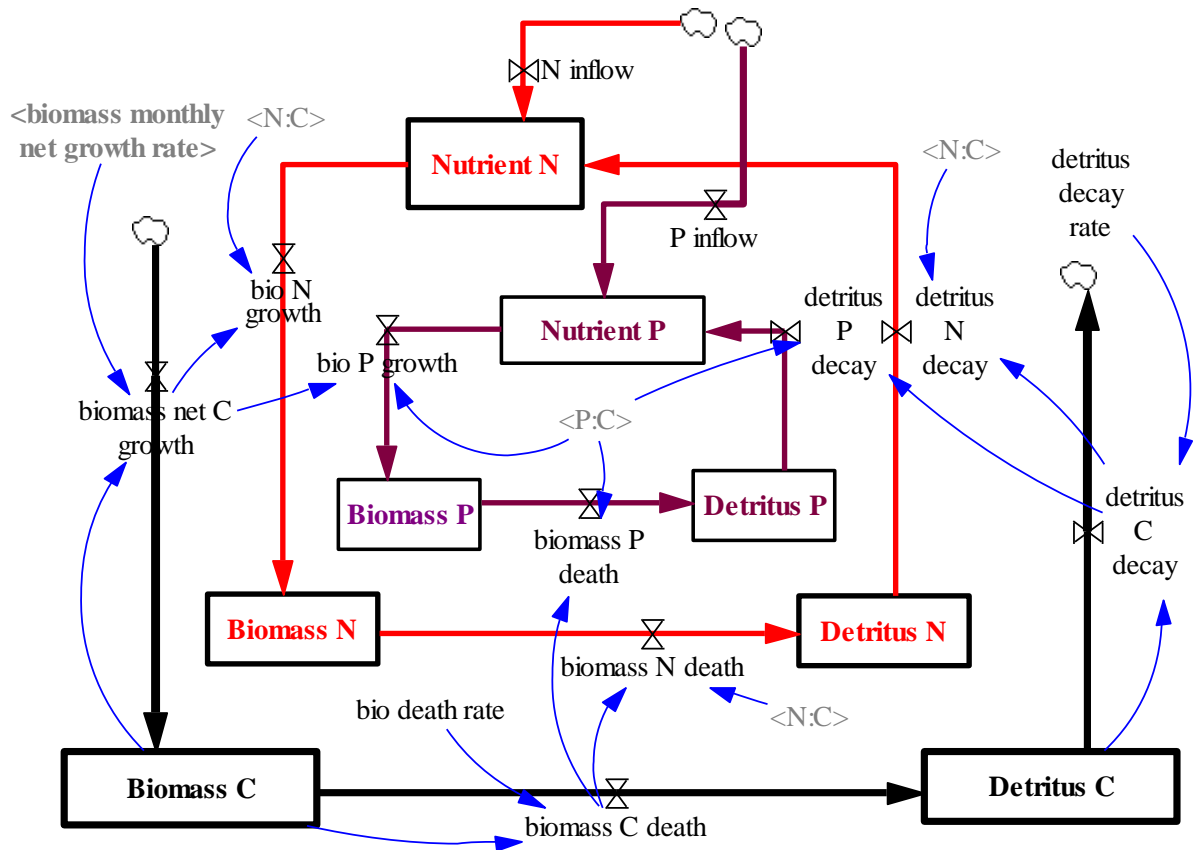 N inflow
<biomass monthly
net growth rate>
<N:C>
Nutrient N
<N:C>
detritus
decay
rate
P inflow
bio N
growth
Nutrient P
detritus
P
decay
detritus
N
decay
bio P growth
biomass net C
growth
<P:C>
Biomass P
Detritus P
detritus
C
decay
biomass P
death
Biomass N
Detritus N
biomass N death
bio death rate
<N:C>
Biomass C
Detritus C
biomass C death